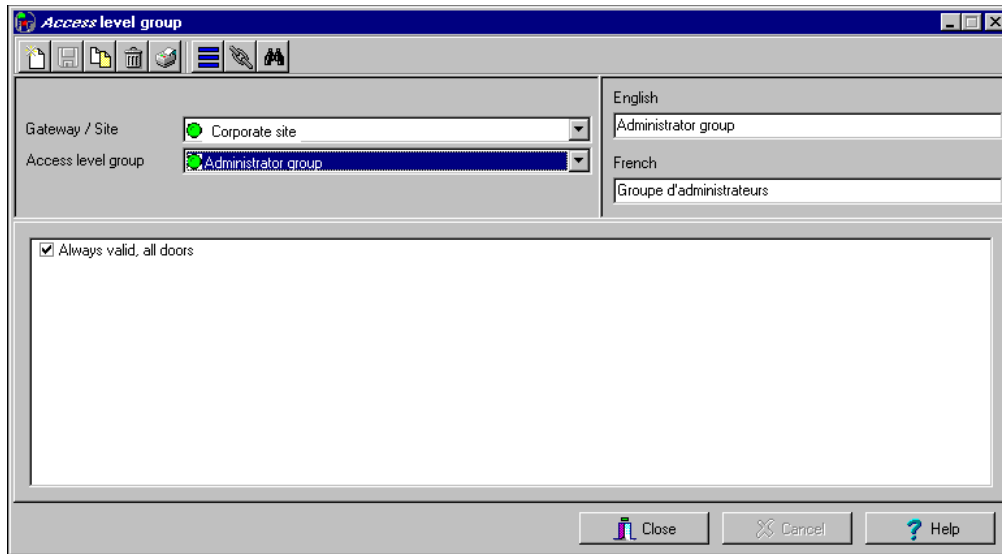 Access level group
English
Gateway / Site
Corporate site
Administrator group
Access level group
Administrator group
French
Groupe d'administrateurs
Always valid, all doors
Close
Cancel
Help